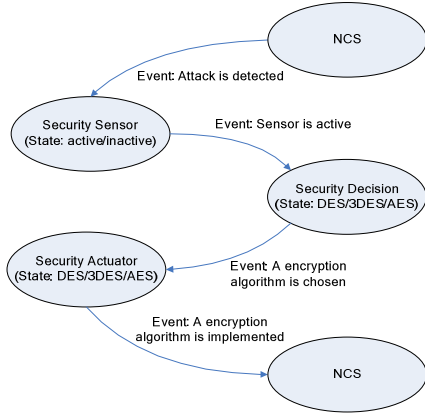 NCS
Event: Attack is detected
Security Sensor
(State: active/inactive)
Event: Sensor is active
Security Decision
(State: DES/3DES/AES)
Security Actuator
(State: DES/3DES/AES)
Event: A encryption
algorithm is chosen
Event: A encryption
algorithm is implemented
NCS